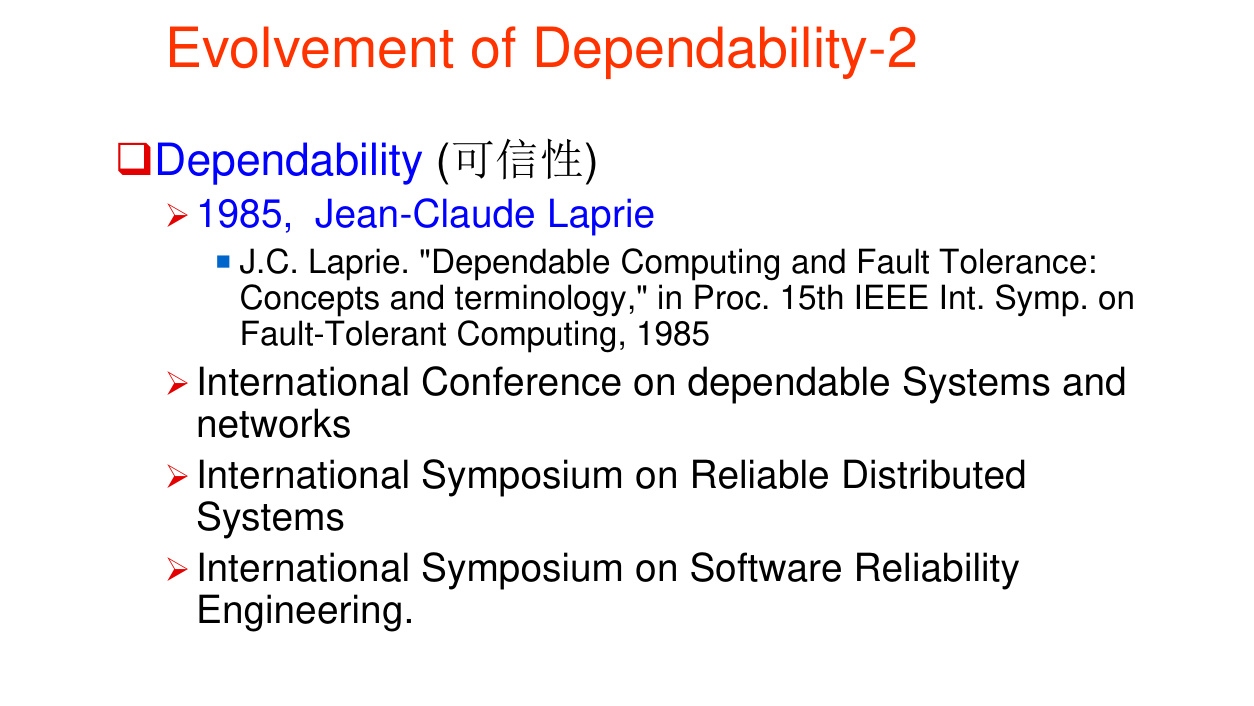 Evolvement of Dependability-2
Dependability (可信性)
1985,  Jean-Claude Laprie
J.C. Laprie. "Dependable Computing and Fault Tolerance:
Concepts and terminology," in Proc. 15th IEEE Int. Symp. on
Fault-Tolerant Computing, 1985
International Conference on dependable Systems and
networks
International Symposium on Reliable Distributed
Systems
International Symposium on Software Reliability
Engineering.